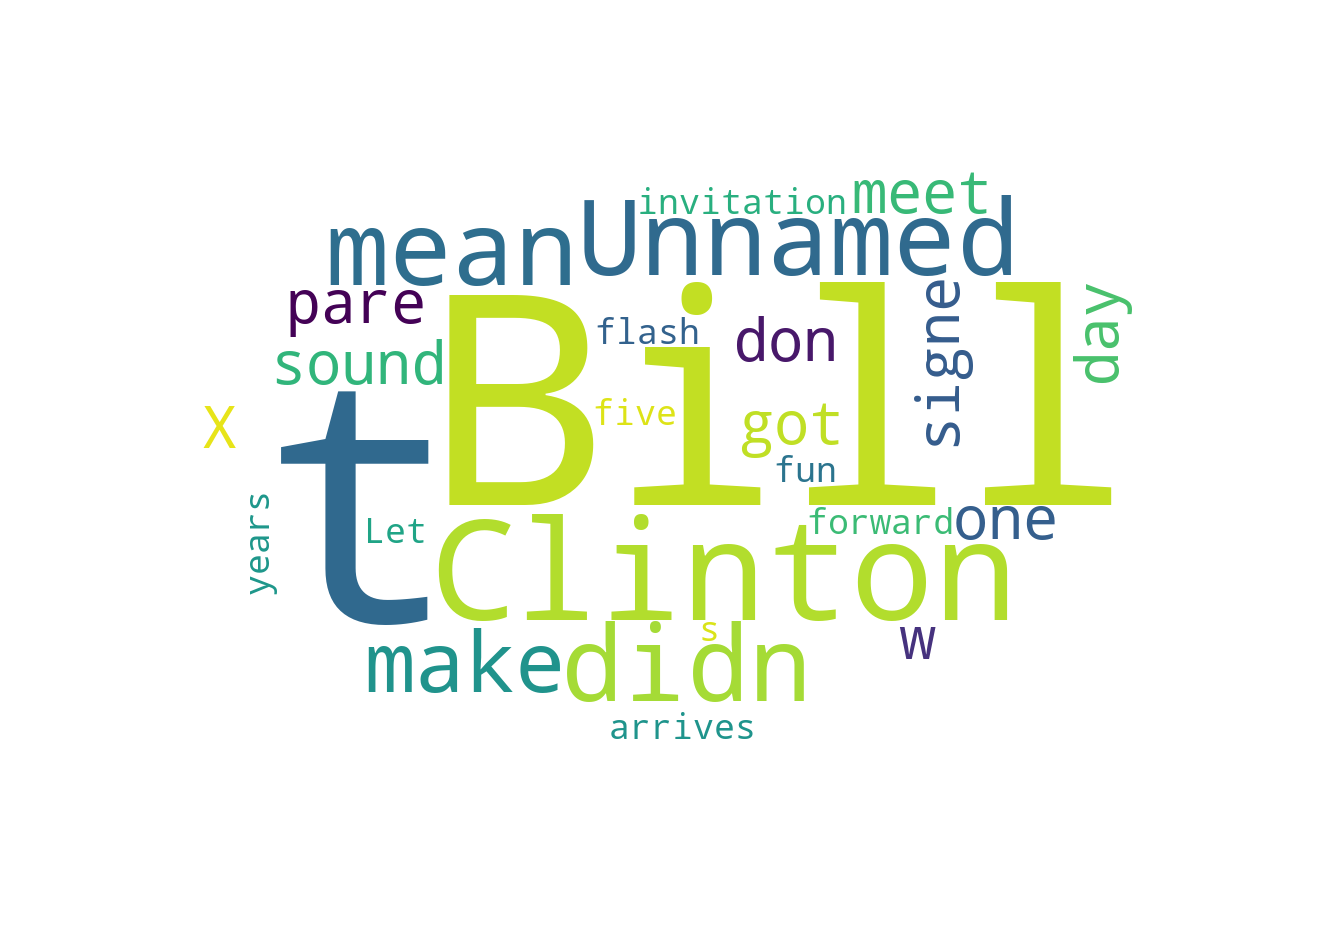 invitation
meet
mean
Unnamed
pare
signe
day
flash
don
sound
Bill
X
five
got
t
fun
years
Let
Clinton
forward
one
make
didn
s
W
arrives